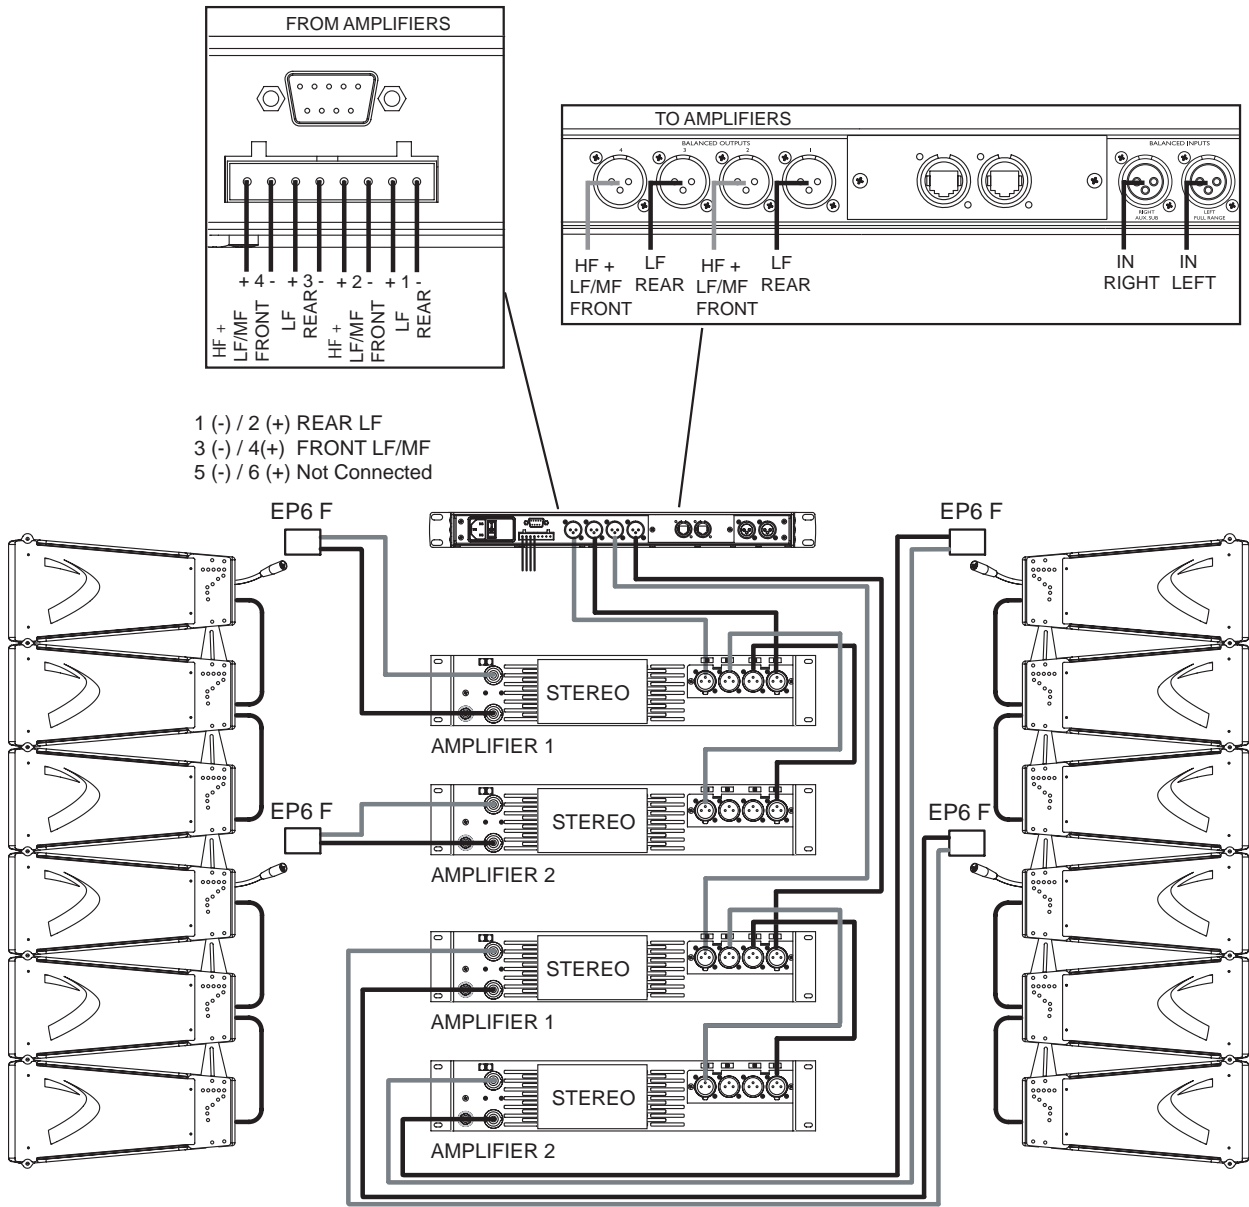 FROM AMPLIFIERS
+ 4 - + 3 - + 2 - + 1 -
HF +
LF/MF
FRONT
LF
REAR
HF +
LF/MF
FRONT
LF
REAR
TO AMPLIFIERS
BALANCED OUTPUTS
BALANCED INPUTS
4
3
2
1
RIGHT
AUX. SUB
LEFT
FULL RANGE
HF +
LF/MF
FRONT
LF
REAR
HF +
LF/MF
FRONT
LF
REAR
IN
RIGHT
IN
LEFT
1 (-) / 2 (+) REAR LF
3 (-) / 4(+) FRONT LF/MF
5 (-) / 6 (+) Not Connected
EP6 F
EP6 F
STEREO
AMPLIFIER 1
EP6 F
EP6 F
STEREO
AMPLIFIER 2
STEREO
AMPLIFIER 1
STEREO
AMPLIFIER 2